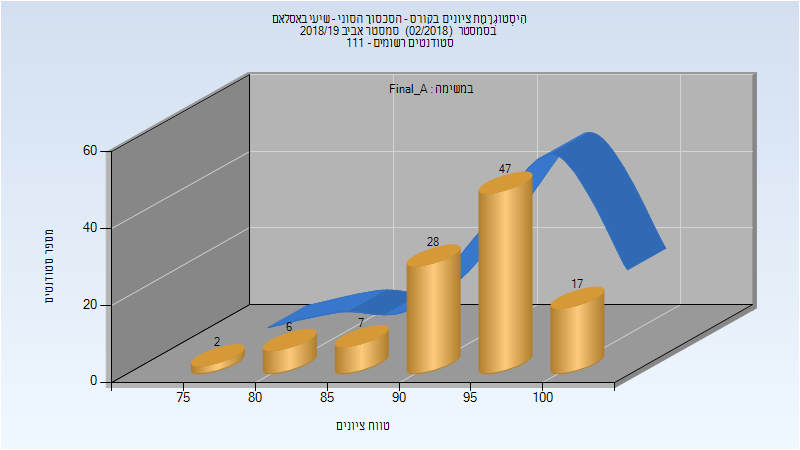 היסטוגרמת ציונים בקורס - הסכסוך הסוני - שיעי באסלאם
בסמסטר (02/2018) סמסטר אביב 2018/19
סטודנטים רשומים - 111
במשימה : Final_A
60
40
20
0
מספר סטודנטים
2
6
7
28
47
17
75
80
85
90
95
100
טווח ציונים